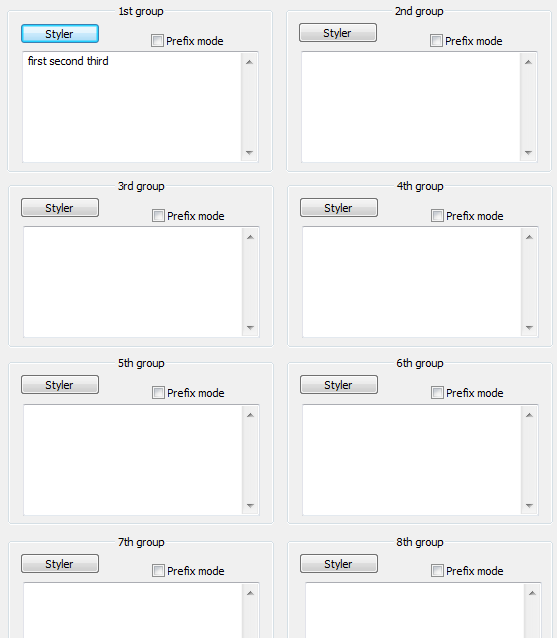 1st group
Styler
Prefix mode
first second third
2nd group
Styler
Prefix mode
3rd group
Styler
Prefix mode
4th group
Styler
Prefix mode
5th group
Styler
Prefix mode
6th group
Styler
Prefix mode
7th group
Styler
Prefix mode
8th group
Styler
Prefix mode